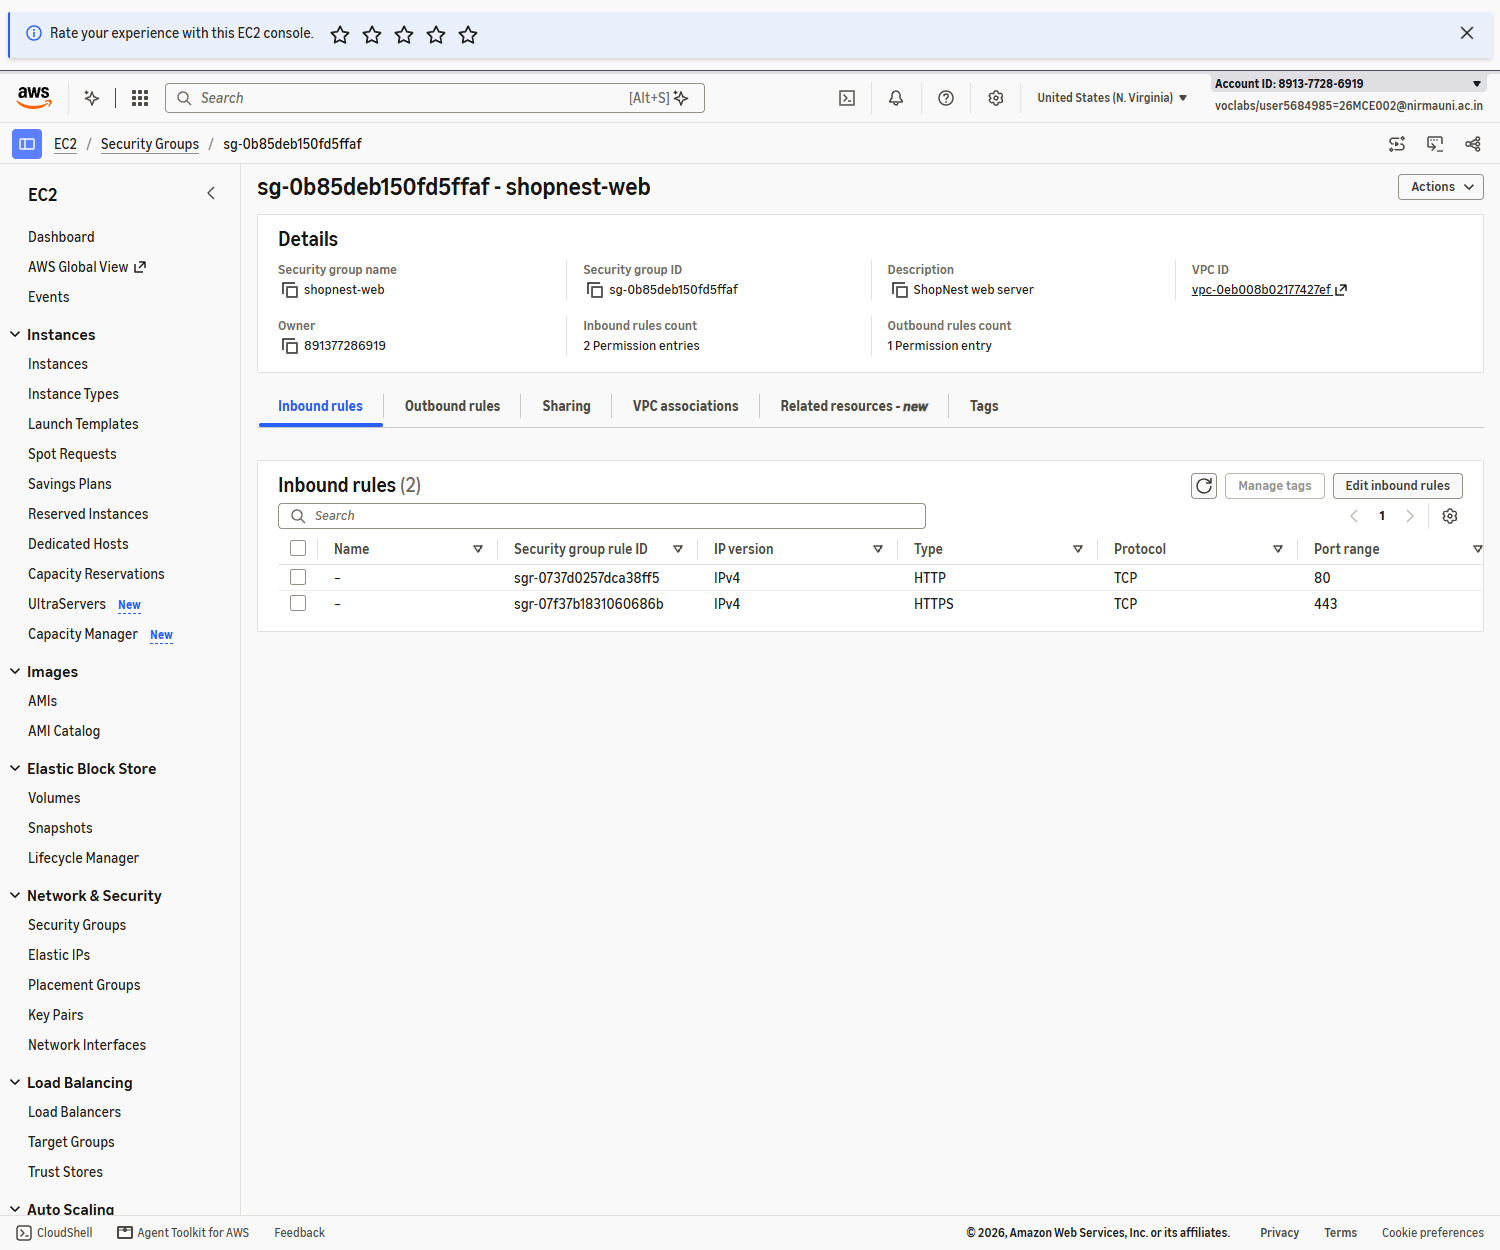 Rate your experience with this EC2 console.
aws
Search [Alt+S]
United States (N. Virginia)
Account ID: 8913-7728-6919
voclabs/user5684985=26MCE002@nirmauni.ac.in
EC2 / Security Groups / sg-0b85deb150fd5ffaf
EC2
Dashboard
AWS Global View
Events
Instances
Instances
Instance Types
Launch Templates
Spot Requests
Savings Plans
Reserved Instances
Dedicated Hosts
Capacity Reservations
UltraServers New
Capacity Manager New
Images
AMIs
AMI Catalog
Elastic Block Store
Volumes
Snapshots
Lifecycle Manager
Network & Security
Security Groups
Elastic IPs
Placement Groups
Key Pairs
Network Interfaces
Load Balancing
Load Balancers
Target Groups
Trust Stores
Auto Scaling
sg-0b85deb150fd5ffaf - shopnest-web
Actions
Details
Security group name
shopnest-web
Security group ID
sg-0b85deb150fd5ffaf
Description
ShopNest web server
VPC ID
vpc-0eb008b02177427ef
Owner
891377286919
Inbound rules count
2 Permission entries
Outbound rules count
1 Permission entry
Inbound rules Outbound rules Sharing VPC associations Related resources - new Tags
Inbound rules (2)
Manage tags Edit inbound rules
Search
1
Name Security group rule ID IP version Type Protocol Port range
– sgr-0737d0257dca38ff5 IPv4 HTTP TCP 80
– sgr-07f37b1831060686b IPv4 HTTPS TCP 443
CloudShell Agent Toolkit for AWS Feedback © 2026, Amazon Web Services, Inc. or its affiliates. Privacy Terms Cookie preferences